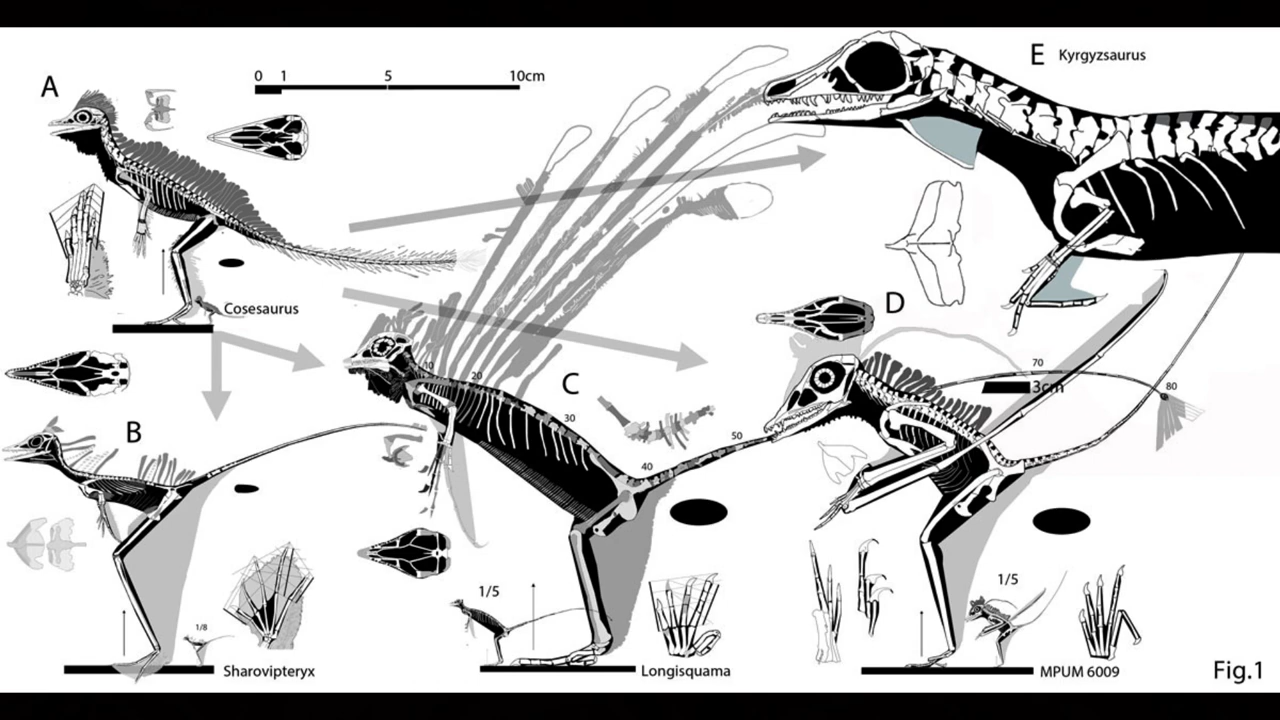 A
0 1 5 10cm
E Kyrgyzsaurus
Cosesaurus
D
70
3cm
80
10
20
C
30
B
50
40
1/5
1/5
1/8
Sharovipteryx
Longisquama
MPUM 6009
Fig.1